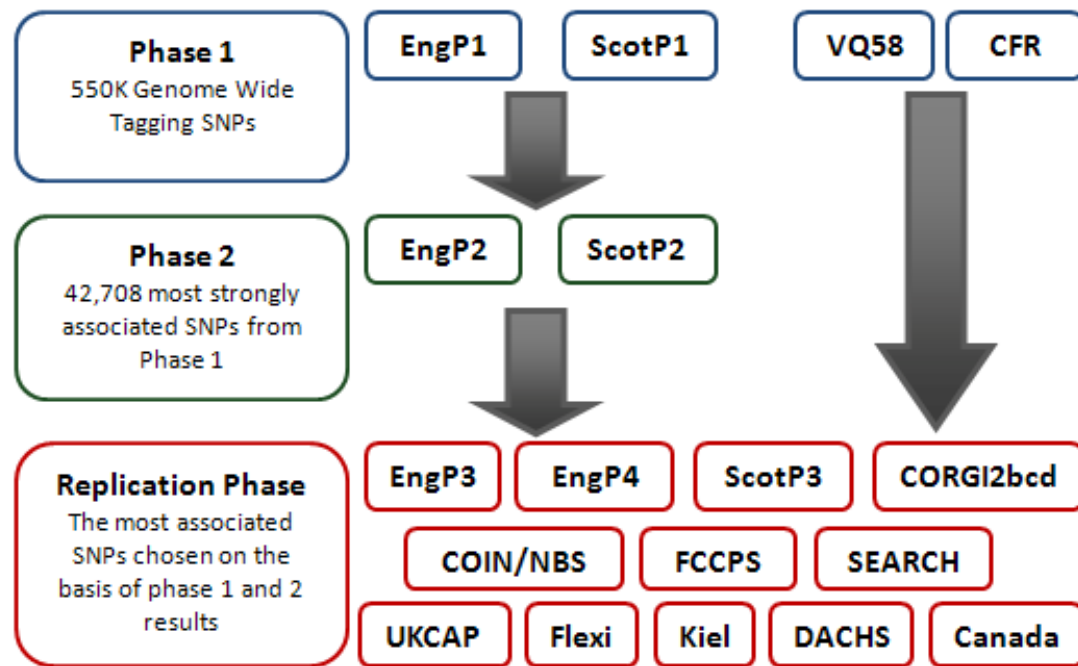 Phase 1
550K Genome Wide
Tagging SNPs
EngP1
ScotP1
VQ58
CFR
Phase 2
42,708 most strongly
associated SNPs from
Phase 1
EngP2
ScotP2
Replication Phase
The most associated
SNPs chosen on the
basis of phase 1 and 2
results
EngP3
EngP4
ScotP3
CORGI2bcd
COIN/NBS
FCCPS
SEARCH
UKCAP
Flexi
Kiel
DACHS
Canada